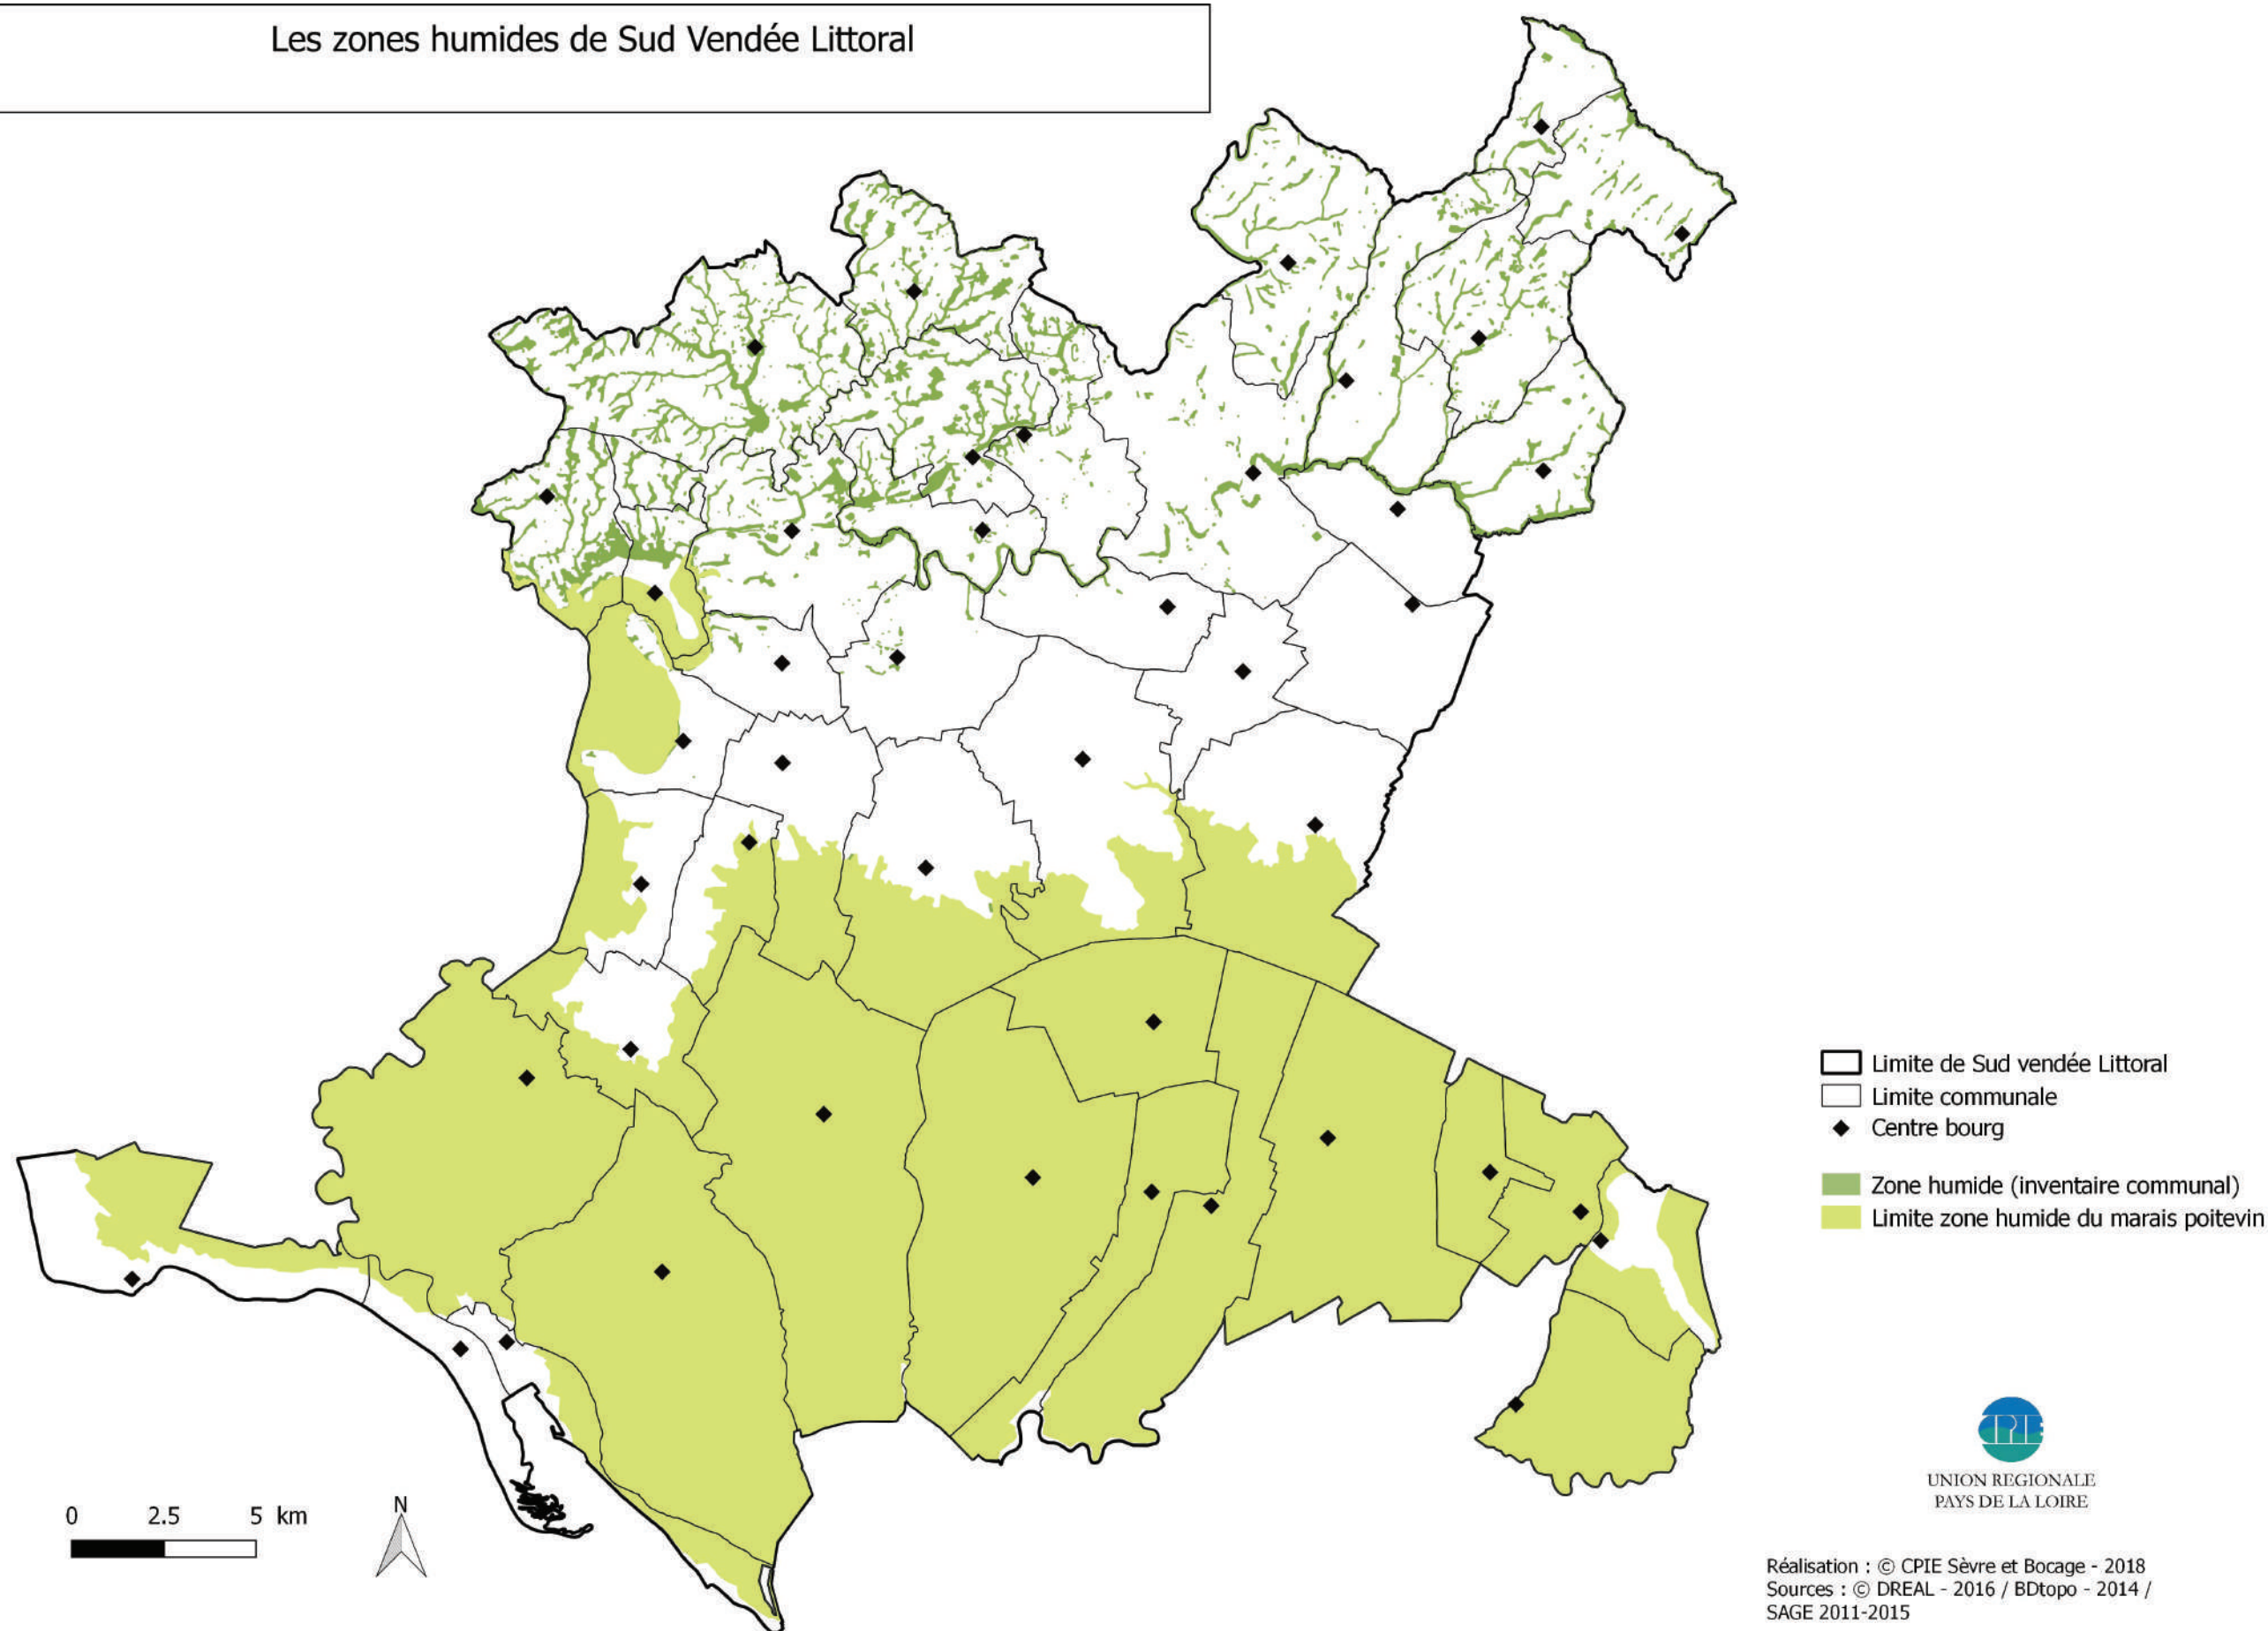 Les zones humides de Sud Vendée Littoral
Limite de Sud vendée Littoral
Limite communale
Centre bourg
Zone humide (inventaire communal)
Limite zone humide du marais poitevin
0 2.5 5 km
N
CPIE
UNION REGIONALE
PAYS DE LA LOIRE
Réalisation : © CPIE Sèvre et Bocage - 2018
Sources : © DREAL - 2016 / BDtopo - 2014 /
SAGE 2011-2015